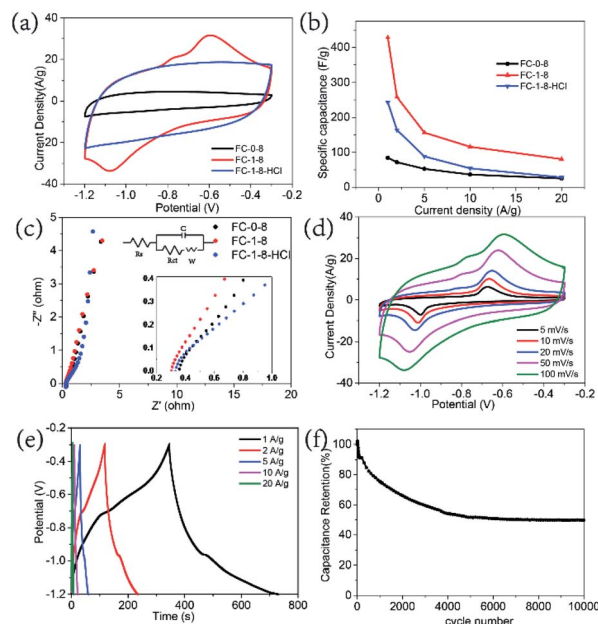 (a)
Current Density(A/g)
40
20
0
-20
-40
FC-0-8
FC-1-8
FC-1-8-HCl
-1.2 -1.0 -0.8 -0.6 -0.4 -0.2
Potential (V)
(b)
Specific capacitance (F/g)
400
300
200
100
0
FC-0-8
FC-1-8
FC-1-8-HCl
0 5 10 15 20
Current density (A/g)
(c)
-Z'' (ohm)
5
4
3
2
1
0
C
Rs
Rct W
FC-0-8
FC-1-8
FC-1-8-HCl
0.4
0.3
0.2
0.1
0.0
0.2 0.4 0.6 0.8 1.0
0 5 10 15 20
Z' (ohm)
(d)
Current Density(A/g)
40
20
0
-20
-40
5 mV/s
10 mV/s
20 mV/s
50 mV/s
100 mV/s
-1.2 -1.0 -0.8 -0.6 -0.4
Potential (V)
(e)
Potential (V)
-0.2
-0.4
-0.6
-0.8
-1.0
-1.2
1 A/g
2 A/g
5 A/g
10 A/g
20 A/g
0 200 400 600 800
Time (s)
(f)
Capacitance Retention(%)
100
80
60
40
20
0
0 2000 4000 6000 8000 10000
cycle number